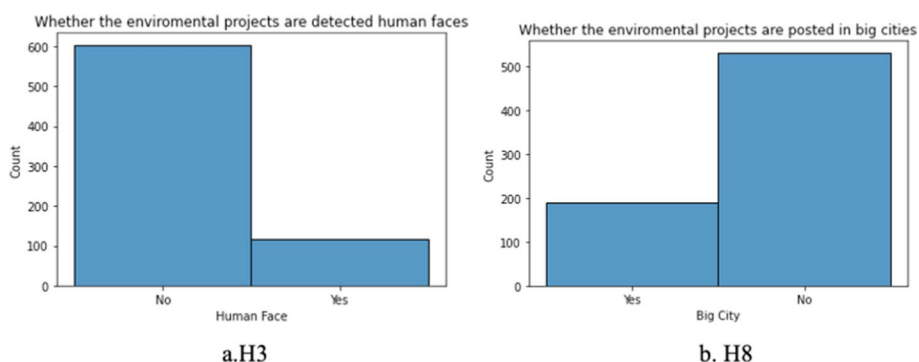 Whether the enviromental projects are detected human faces
600
500
400
300
200
100
0
Count
No
Yes
Human Face
a.H3
Whether the enviromental projects are posted in big cities
500
400
300
200
100
0
Count
Yes
No
Big City
b. H8